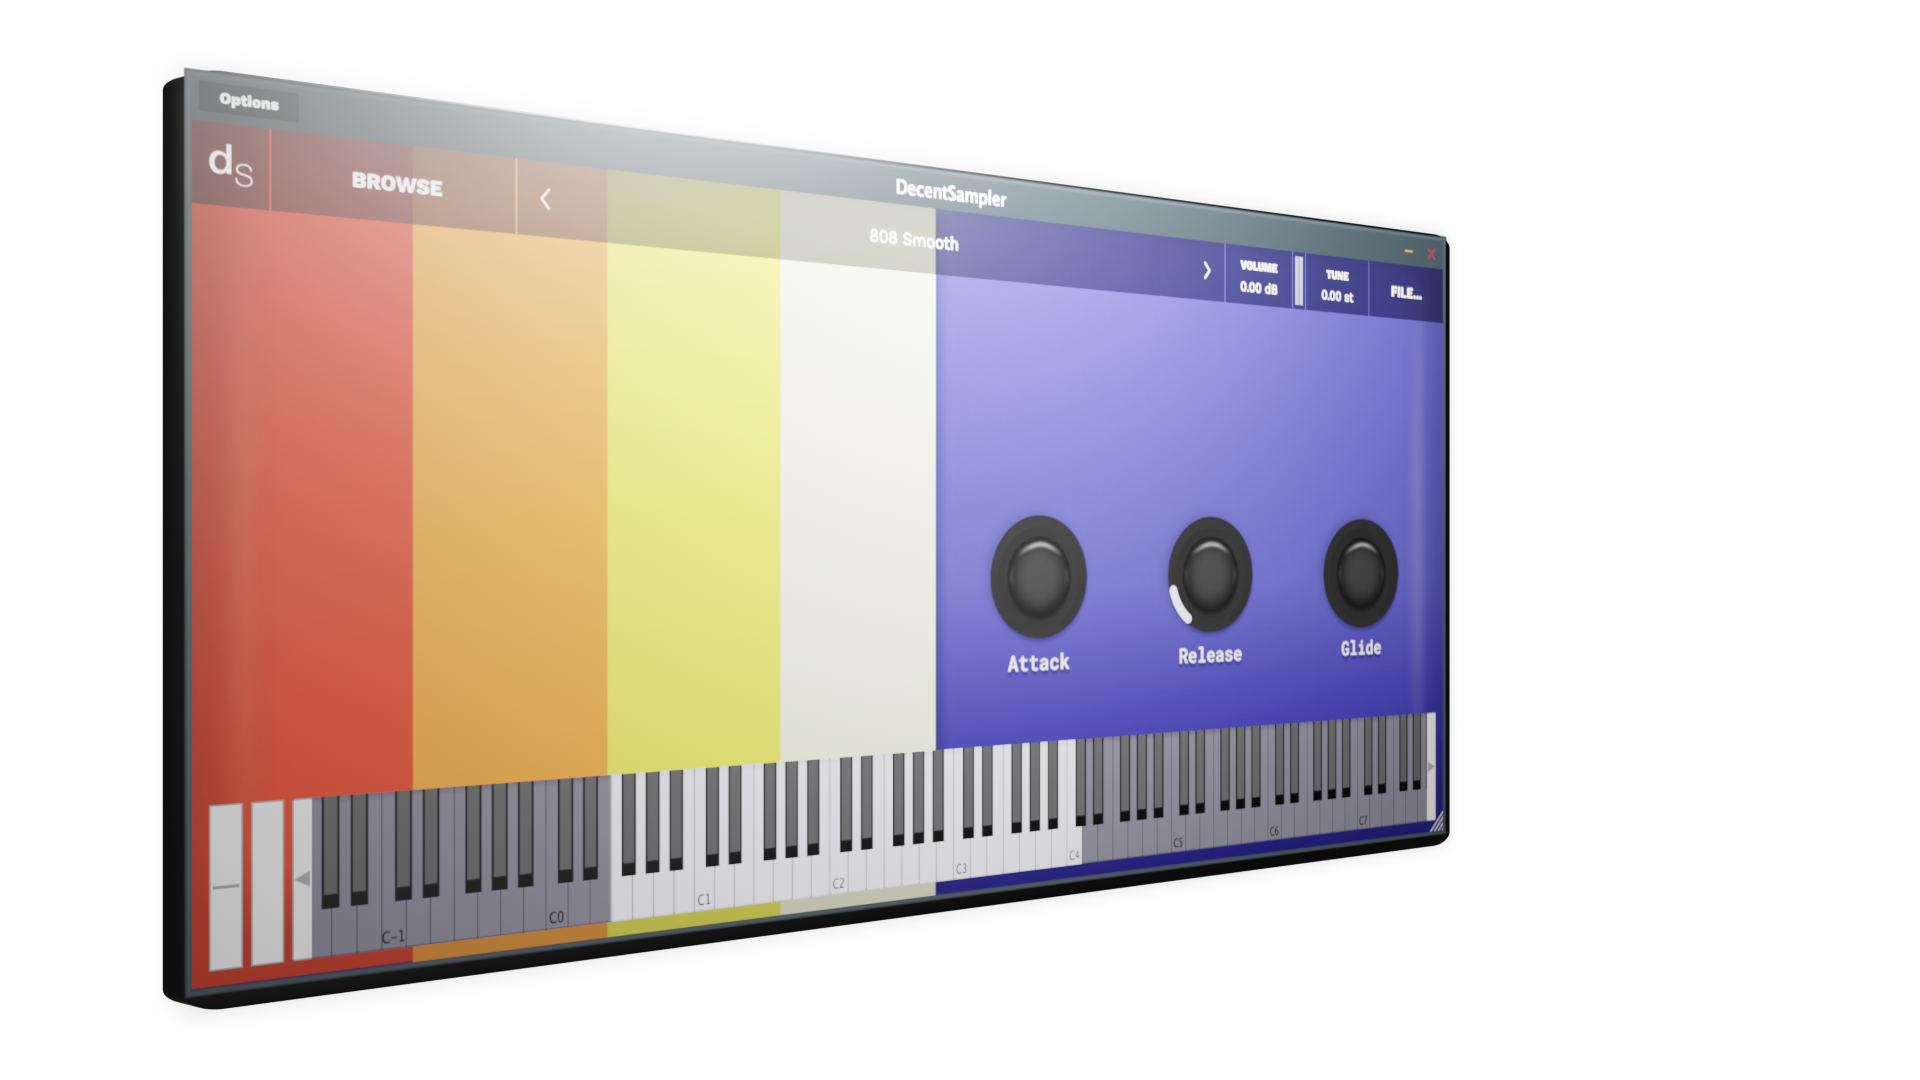 Options
DecentSampler
dS
BROWSE
808 Smooth
VOLUME
0.00 dB
TUNE
0.00 st
FILE...
Attack
Release
Glide
C-1
C0
C1
C2
C3
C4
C5
C6
C7